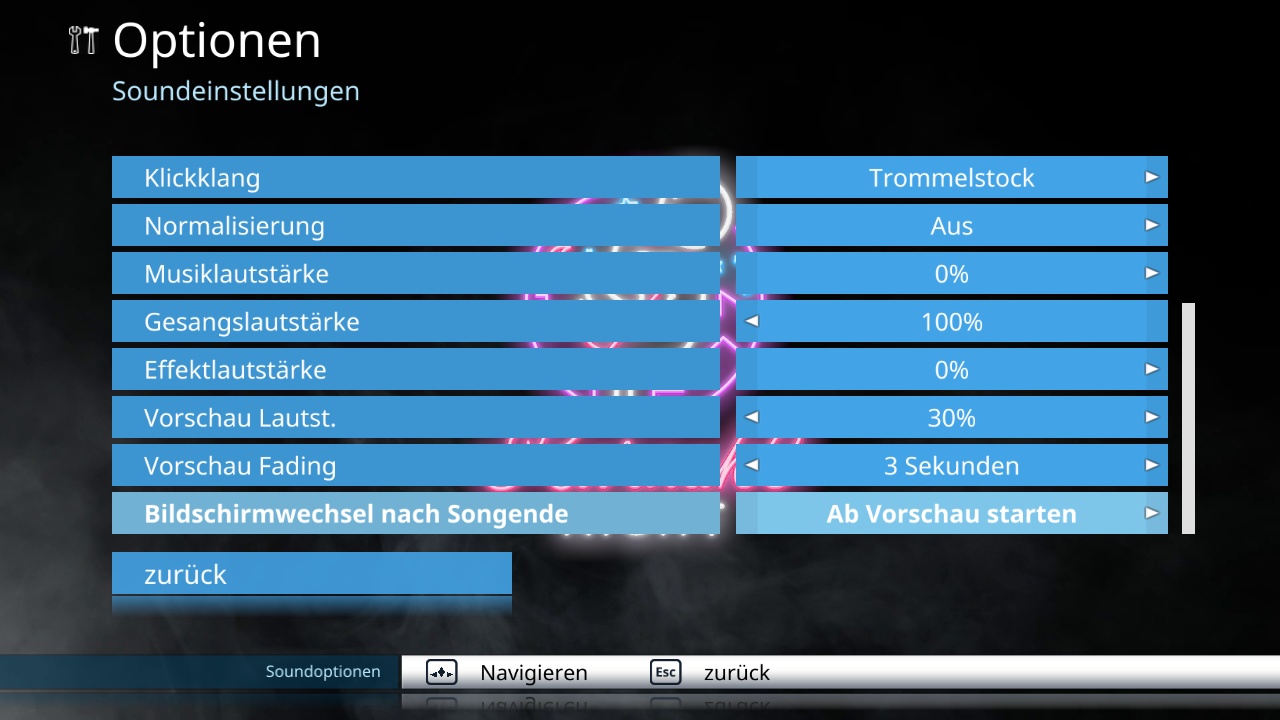 Optionen
Soundeinstellungen
Klickklang Trommelstock
Normalisierung Aus
Musiklautstärke 0%
Gesangslautstärke 100%
Effektlautstärke 0%
Vorschau Lautst. 30%
Vorschau Fading 3 Sekunden
Bildschirmwechsel nach Songende Ab Vorschau starten
zurück
Soundoptionen Navigieren Esc zurück